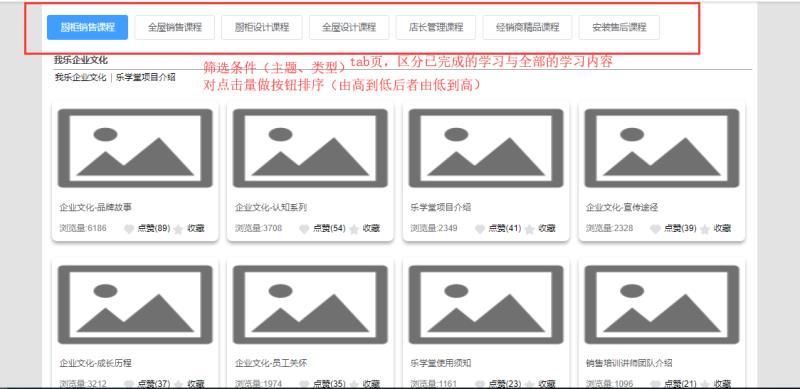 厨柜销售课程 全屋销售课程 厨柜设计课程 全屋设计课程 店长管理课程 经销商精品课程 安装售后课程
我乐企业文化
筛选条件（主题、类型）tab页，区分已完成的学习与全部的学习内容
我乐企业文化 | 乐学堂项目介绍
对点击量做按钮排序（由高到低后者由低到高）
企业文化-品牌故事 企业文化-认知系列 乐学堂项目介绍 企业文化-宣传途径
浏览量:6186 点赞(89) 收藏 浏览量:3708 点赞(54) 收藏 浏览量:2349 点赞(41) 收藏 浏览量:2328 点赞(39) 收藏
企业文化-成长历程 企业文化-员工关怀 乐学堂使用须知 销售培训讲师团队介绍
浏览量:3212 点赞(37) 收藏 浏览量:1974 点赞(35) 收藏 浏览量:1161 点赞(23) 收藏 浏览量:1096 点赞(21) 收藏